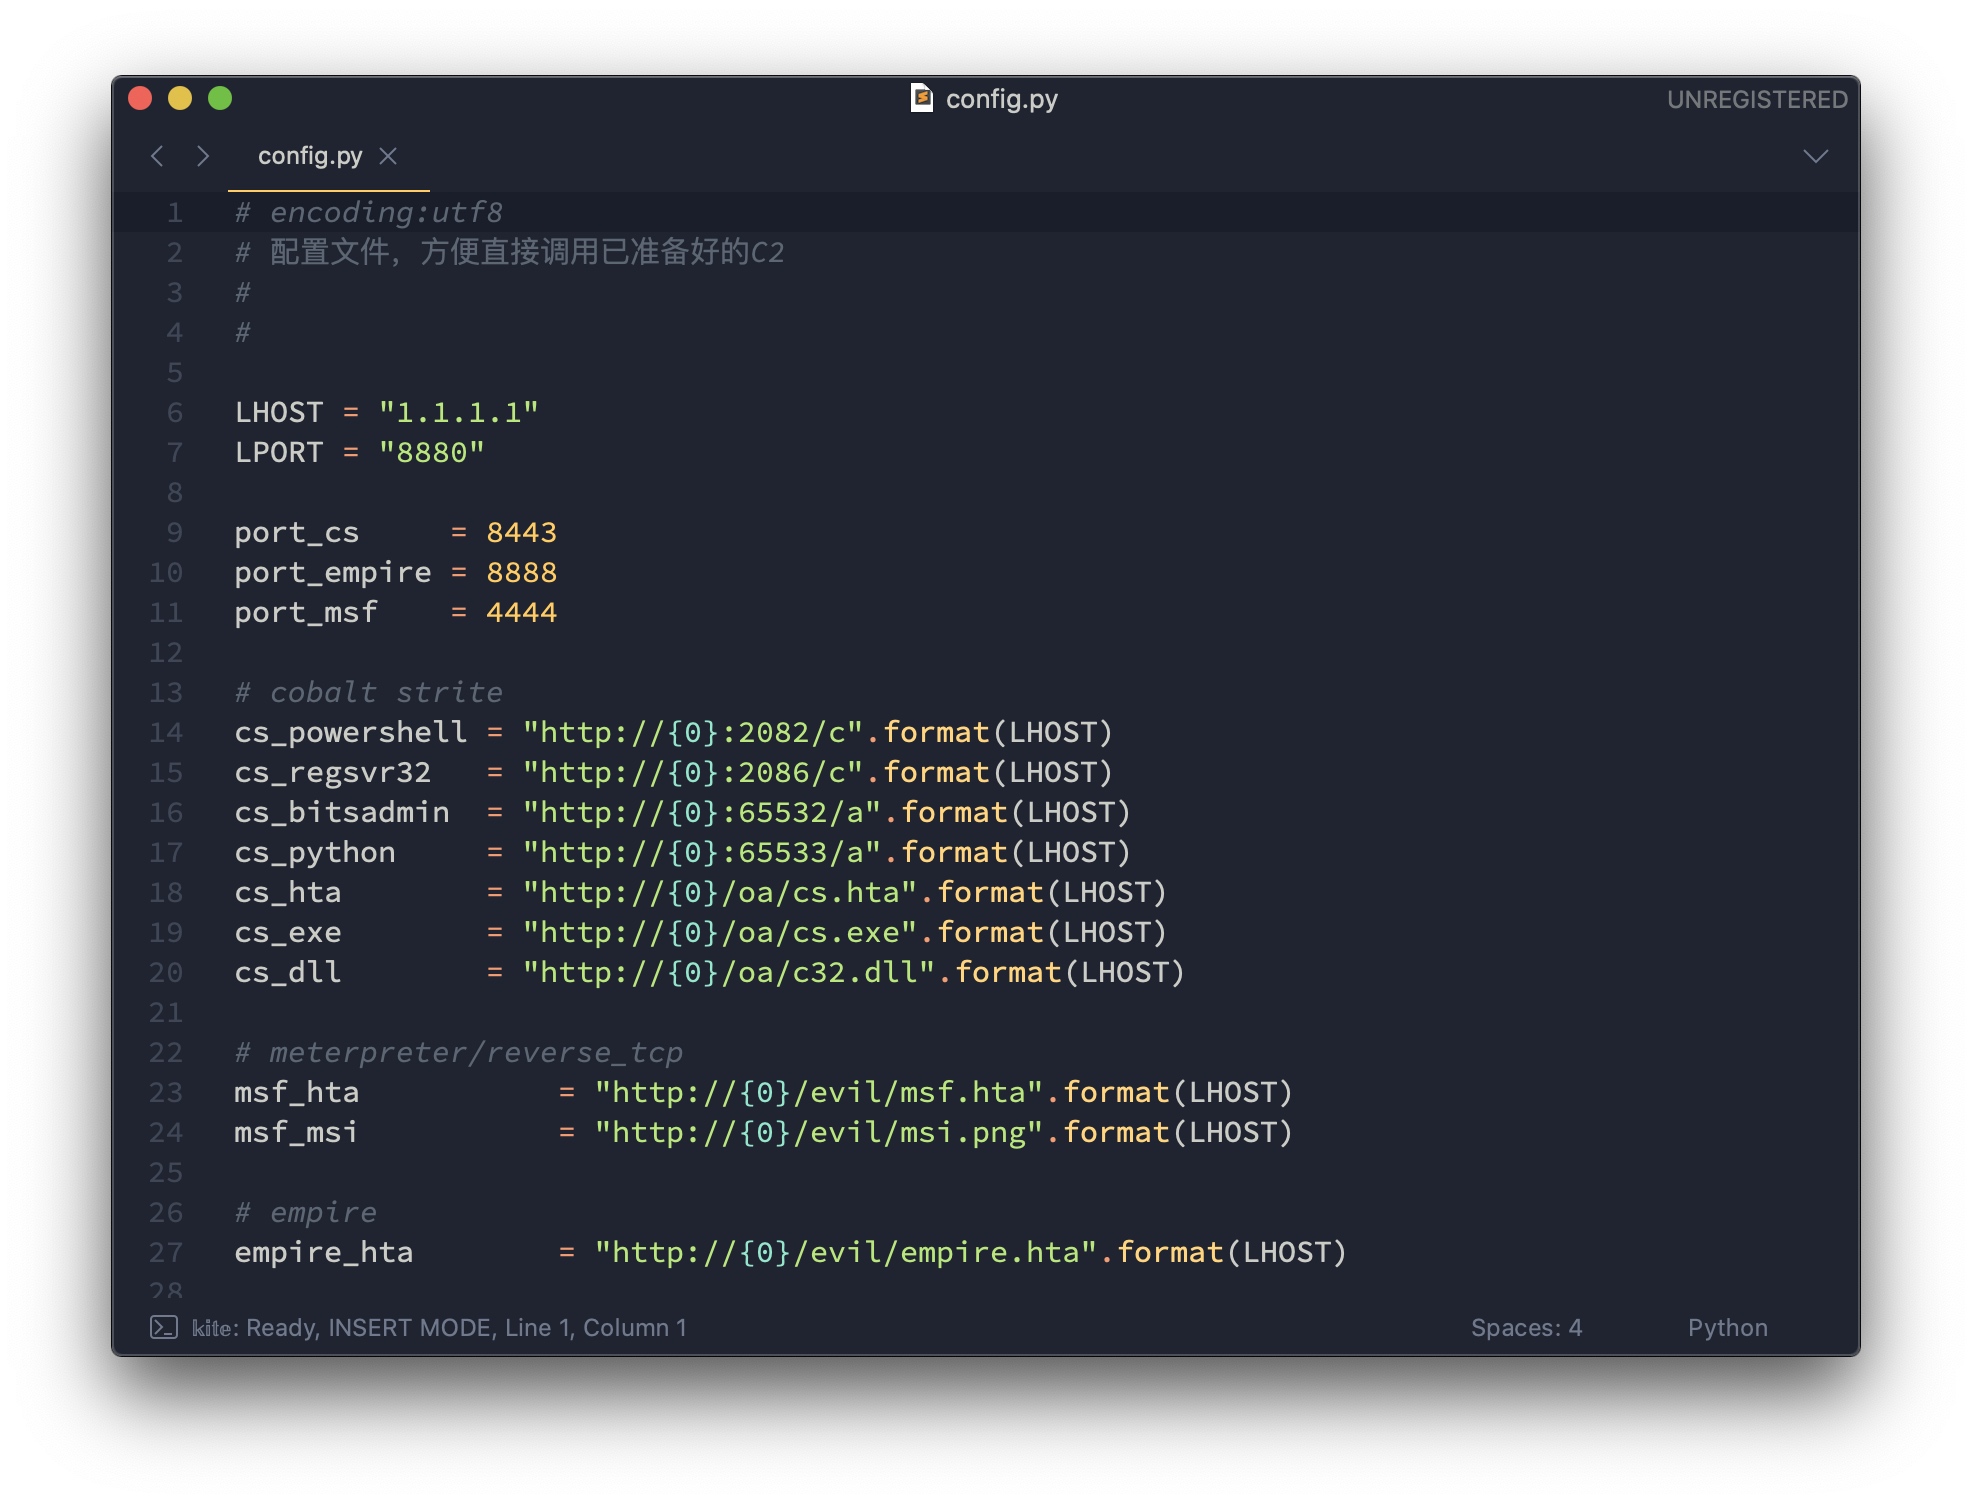 config.py
UNREGISTERED
config.py
1 # encoding:utf8
2 # 配置文件，方便直接调用已准备好的C2
3 #
4 #
5
6 LHOST = "1.1.1.1"
7 LPORT = "8880"
8
9 port_cs     = 8443
10 port_empire = 8888
11 port_msf    = 4444
12
13 # cobalt strite
14 cs_powershell = "http://{0}:2082/c".format(LHOST)
15 cs_regsvr32   = "http://{0}:2086/c".format(LHOST)
16 cs_bitsadmin  = "http://{0}:65532/a".format(LHOST)
17 cs_python     = "http://{0}:65533/a".format(LHOST)
18 cs_hta        = "http://{0}/oa/cs.hta".format(LHOST)
19 cs_exe        = "http://{0}/oa/cs.exe".format(LHOST)
20 cs_dll        = "http://{0}/oa/c32.dll".format(LHOST)
21
22 # meterpreter/reverse_tcp
23 msf_hta           = "http://{0}/evil/msf.hta".format(LHOST)
24 msf_msi           = "http://{0}/evil/msi.png".format(LHOST)
25
26 # empire
27 empire_hta        = "http://{0}/evil/empire.hta".format(LHOST)
28
𝕜𝕚𝕥𝕖: Ready, INSERT MODE, Line 1, Column 1
Spaces: 4
Python